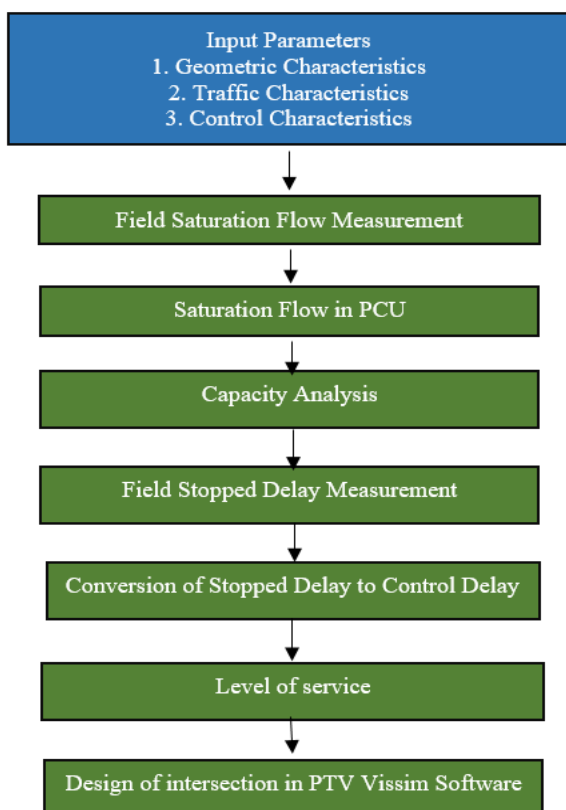 Input Parameters
1. Geometric Characteristics
2. Traffic Characteristics
3. Control Characteristics
Field Saturation Flow Measurement
Saturation Flow in PCU
Capacity Analysis
Field Stopped Delay Measurement
Conversion of Stopped Delay to Control Delay
Level of service
Design of intersection in PTV Vissim Software